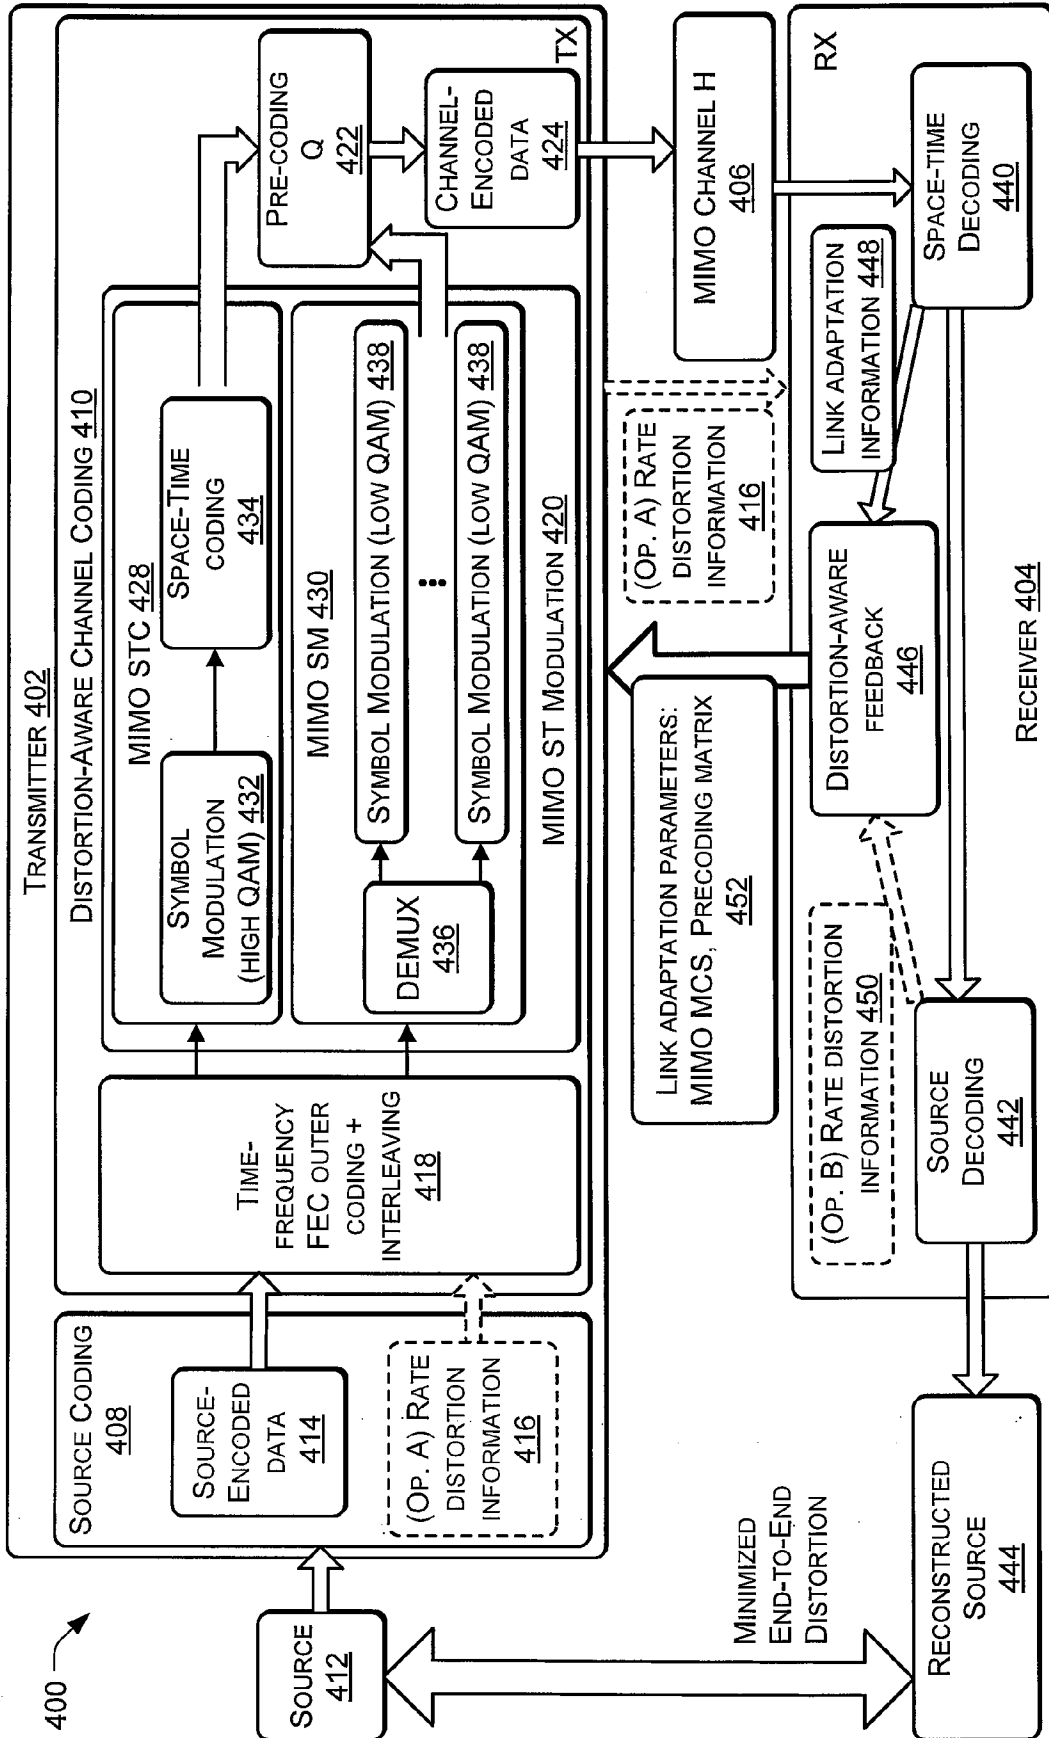 400
TRANSMITTER 402
SOURCE CODING
408
SOURCE-
ENCODED
DATA
414
(OP. A) RATE
DISTORTION
INFORMATION
416
SOURCE
412
DISTORTION-AWARE CHANNEL CODING 410
TIME-
FREQUENCY
FEC OUTER
CODING +
INTERLEAVING
418
MIMO STC 428
SYMBOL
MODULATION
(HIGH QAM) 432
SPACE-TIME
CODING
434
MIMO SM 430
DEMUX
436
SYMBOL MODULATION (LOW QAM) 438
...
SYMBOL MODULATION (LOW QAM) 438
MIMO ST MODULATION 420
PRE-CODING
Q
422
CHANNEL-
ENCODED
DATA
424
TX
MIMO CHANNEL H
406
(OP. A) RATE
DISTORTION
INFORMATION
416
LINK ADAPTATION PARAMETERS:
MIMO MCS, PRECODING MATRIX
452
MINIMIZED
END-TO-END
DISTORTION
RX
SPACE-TIME
DECODING
440
LINK ADAPTATION
INFORMATION 448
DISTORTION-AWARE
FEEDBACK
446
(OP. B) RATE DISTORTION
INFORMATION 450
SOURCE
DECODING
442
RECONSTRUCTED
SOURCE
444
RECEIVER 404